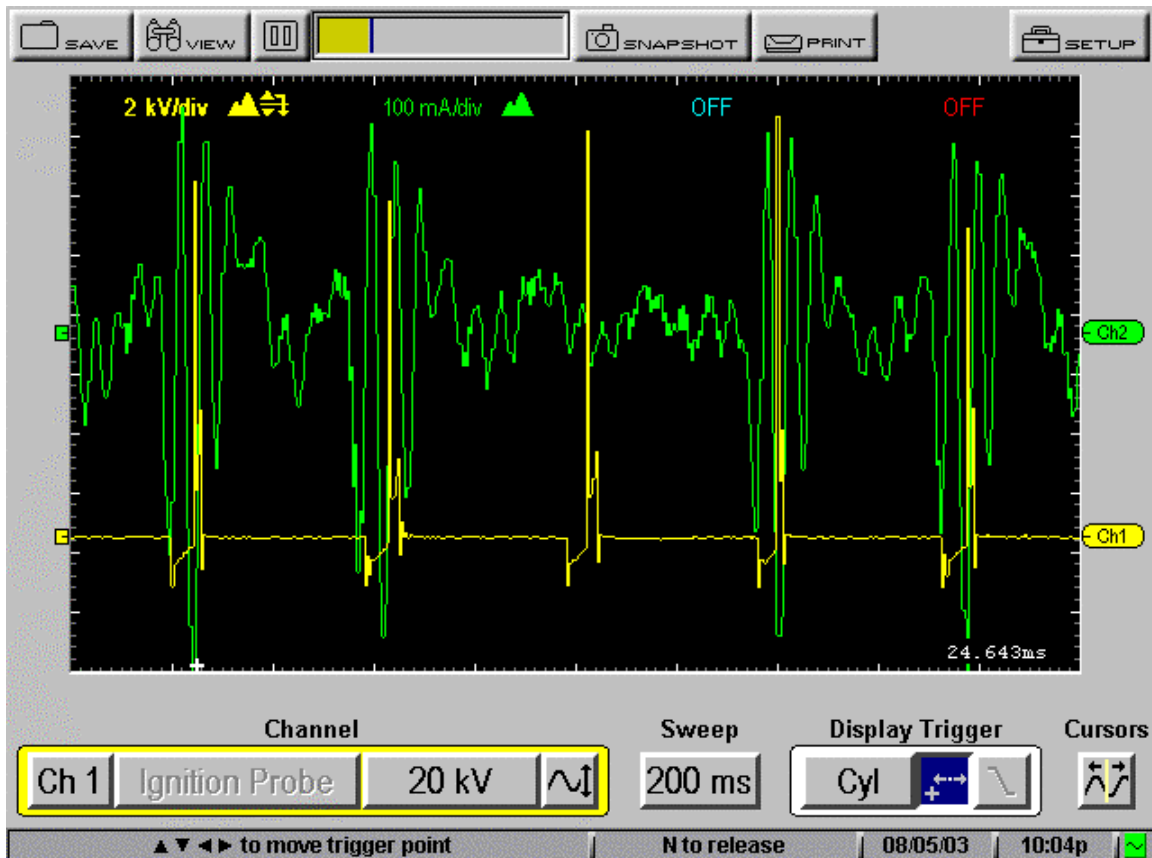 SAVE VIEW SNAPSHOT PRINT SETUP
2 kV/div 100 mA/div OFF OFF
Ch2
Ch1
24.643ms
Channel Sweep Display Trigger Cursors
Ch 1 Ignition Probe 20 kV 200 ms Cyl
▲ ▼ ◄ ► to move trigger point N to release 08/05/03 10:04p